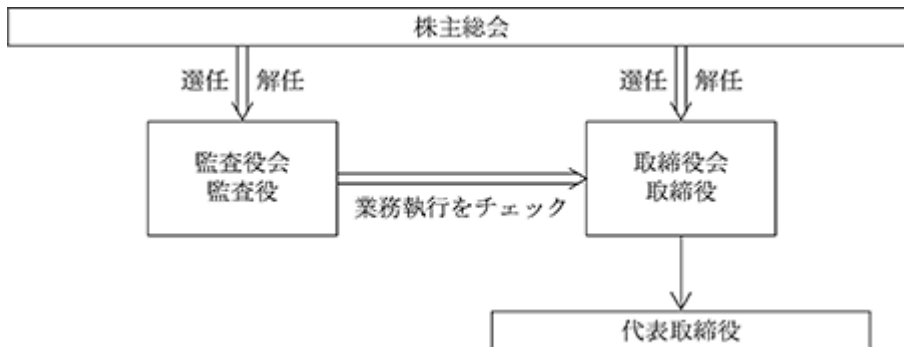 株主総会
選任 解任
選任 解任
監査役会
監査役
取締役会
取締役
業務執行をチェック
代表取締役